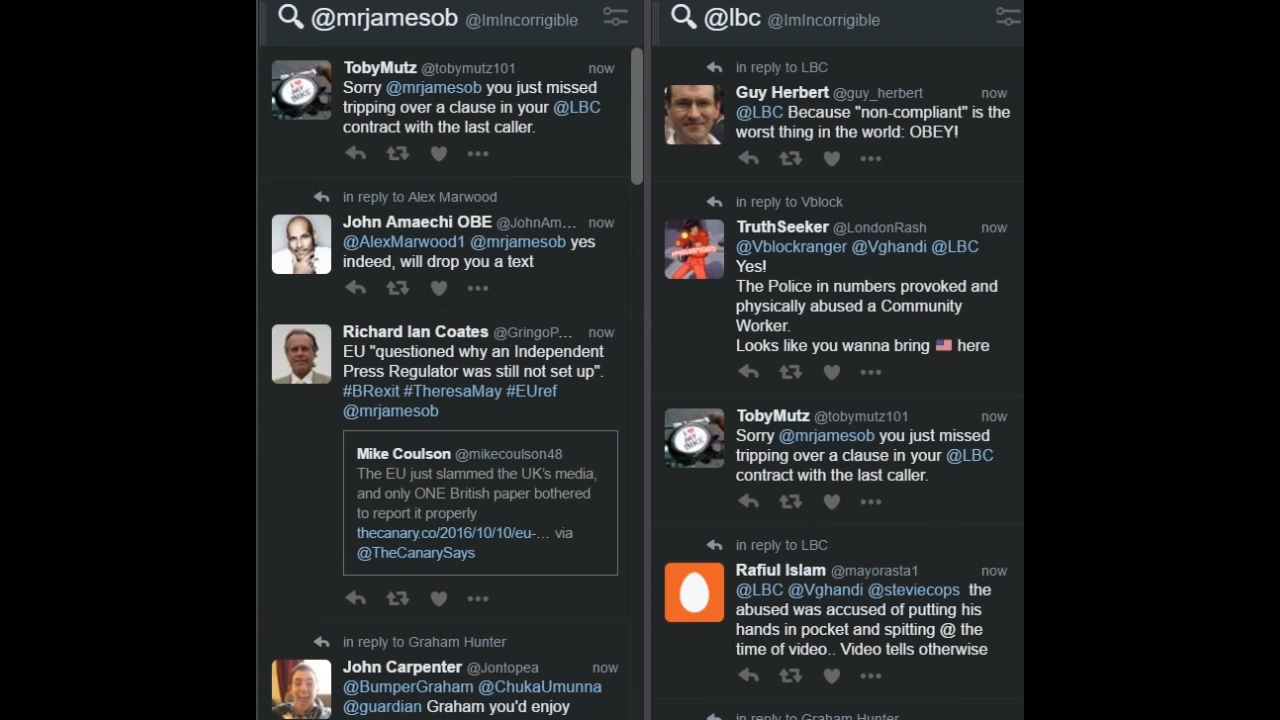 @mrjamesob @ImIncorrigible
TobyMutz @tobymutz101 now
Sorry @mrjamesob you just missed
tripping over a clause in your @LBC
contract with the last caller.
in reply to Alex Marwood
John Amaechi OBE @JohnAm... now
@AlexMarwood1 @mrjamesob yes
indeed, will drop you a text
Richard Ian Coates @GringoP... now
EU "questioned why an Independent
Press Regulator was still not set up".
#BRexit #TheresaMay #EUref
@mrjamesob
Mike Coulson @mikecoulson48
The EU just slammed the UK's media,
and only ONE British paper bothered
to report it properly
thecanary.co/2016/10/10/eu-... via
@TheCanarySays
in reply to Graham Hunter
John Carpenter @Jontopea now
@BumperGraham @ChukaUmunna
@guardian Graham you'd enjoy
@lbc @ImIncorrigible
in reply to LBC
Guy Herbert @guy_herbert now
@LBC Because "non-compliant" is the
worst thing in the world: OBEY!
in reply to Vblock
TruthSeeker @LondonRash now
@Vblockranger @Vghandi @LBC
Yes!
The Police in numbers provoked and
physically abused a Community
Worker.
Looks like you wanna bring 🇺🇸 here
TobyMutz @tobymutz101 now
Sorry @mrjamesob you just missed
tripping over a clause in your @LBC
contract with the last caller.
in reply to LBC
Rafiul Islam @mayorasta1 now
@LBC @Vghandi @steviecops the
abused was accused of putting his
hands in pocket and spitting @ the
time of video.. Video tells otherwise
in reply to Graham Hunter